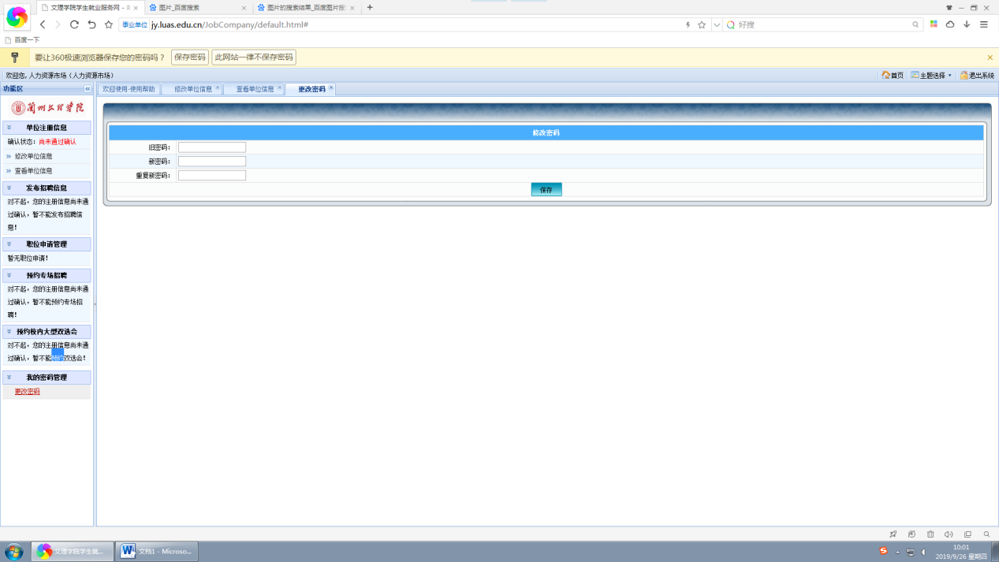 文理学院学生就业服务网 -
图片_百度搜索
图片的搜索结果_百度图片搜
事业单位 jy.luas.edu.cn/JobCompany/default.html#
好搜
百度一下
要让360极速浏览器保存您的密码吗？ 保存密码 此网站一律不保存密码
欢迎您, 人力资源市场（人力资源市场）
首页 主题选择 退出系统
功能区
欢迎使用-使用帮助 修改单位信息 查看单位信息 更改密码
兰州文理学院
单位注册信息
确认状态：尚未通过确认
修改单位信息
查看单位信息
发布招聘信息
对不起，您的注册信息尚未通
过确认，暂不能发布招聘信
息！
职位申请管理
暂无职位申请！
预约专场招聘
对不起，您的注册信息尚未通
过确认，暂不能预约专场招
聘！
预约校内大型双选会
对不起，您的注册信息尚未通
过确认，暂不能预约双选会！
我的密码管理
更改密码
修改密码
旧密码：
新密码：
重复新密码：
保存
文理学院学生就...
文档1 - Microso...
10:01
2019/9/26 星期四